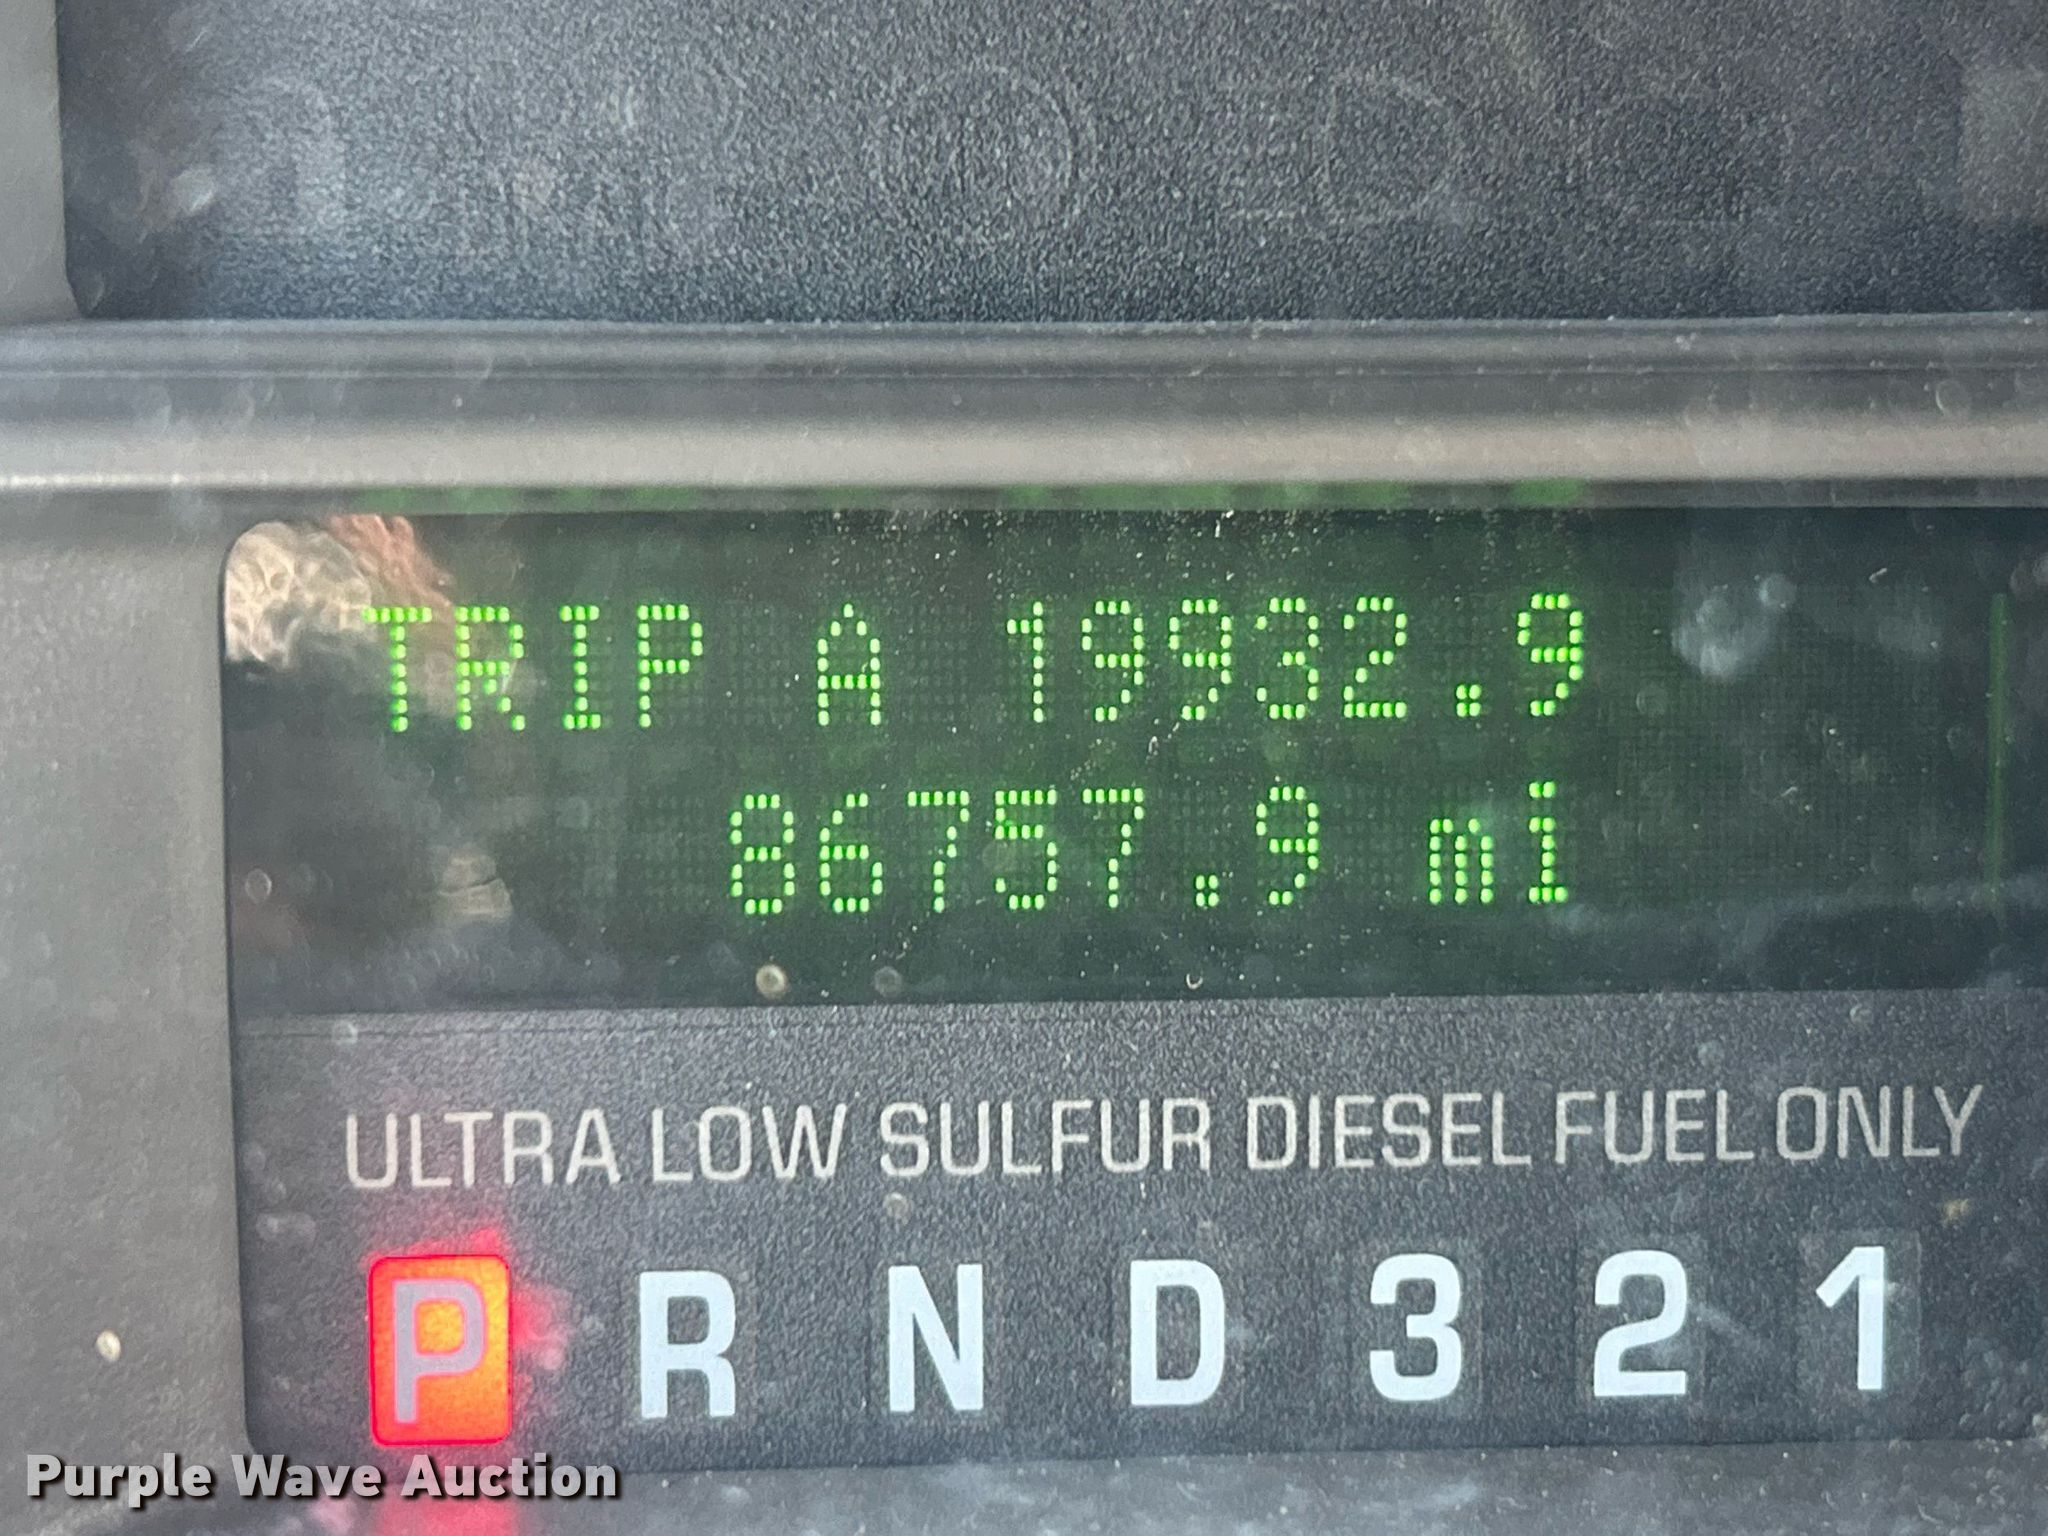 TRIP A 19932.9
86757.9 mi
ULTRA LOW SULFUR DIESEL FUEL ONLY
P R N D 3 2 1
Purple Wave Auction